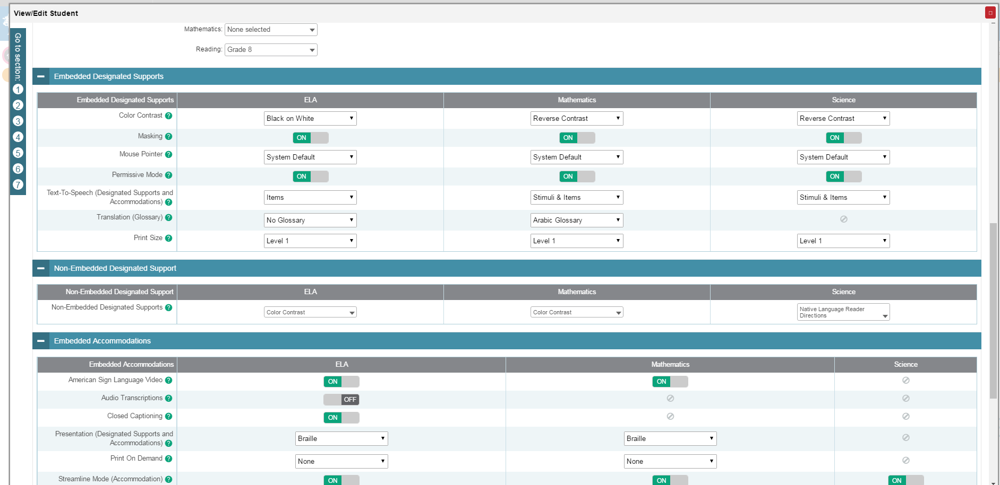 View/Edit Student
Go to section:
1
2
3
4
5
6
7
Mathematics: None selected
Reading: Grade 8
Embedded Designated Supports
Embedded Designated Supports ELA Mathematics Science
Color Contrast ? Black on White Reverse Contrast Reverse Contrast
Masking ? ON ON ON
Mouse Pointer ? System Default System Default System Default
Permissive Mode ? ON ON ON
Text-To-Speech (Designated Supports and
Accommodations) ? Items Stimuli & Items Stimuli & Items
Translation (Glossary) ? No Glossary Arabic Glossary
Print Size ? Level 1 Level 1 Level 1
Non-Embedded Designated Support
Non-Embedded Designated Support ELA Mathematics Science
Non-Embedded Designated Supports ? Color Contrast Color Contrast Native Language Reader
Directions
Embedded Accommodations
Embedded Accommodations ELA Mathematics Science
American Sign Language Video ? ON ON
Audio Transcriptions ? OFF
Closed Captioning ? ON
Presentation (Designated Supports and
Accommodations) ? Braille Braille
Print On Demand ? None None
Streamline Mode (Accommodation) ? ON ON ON